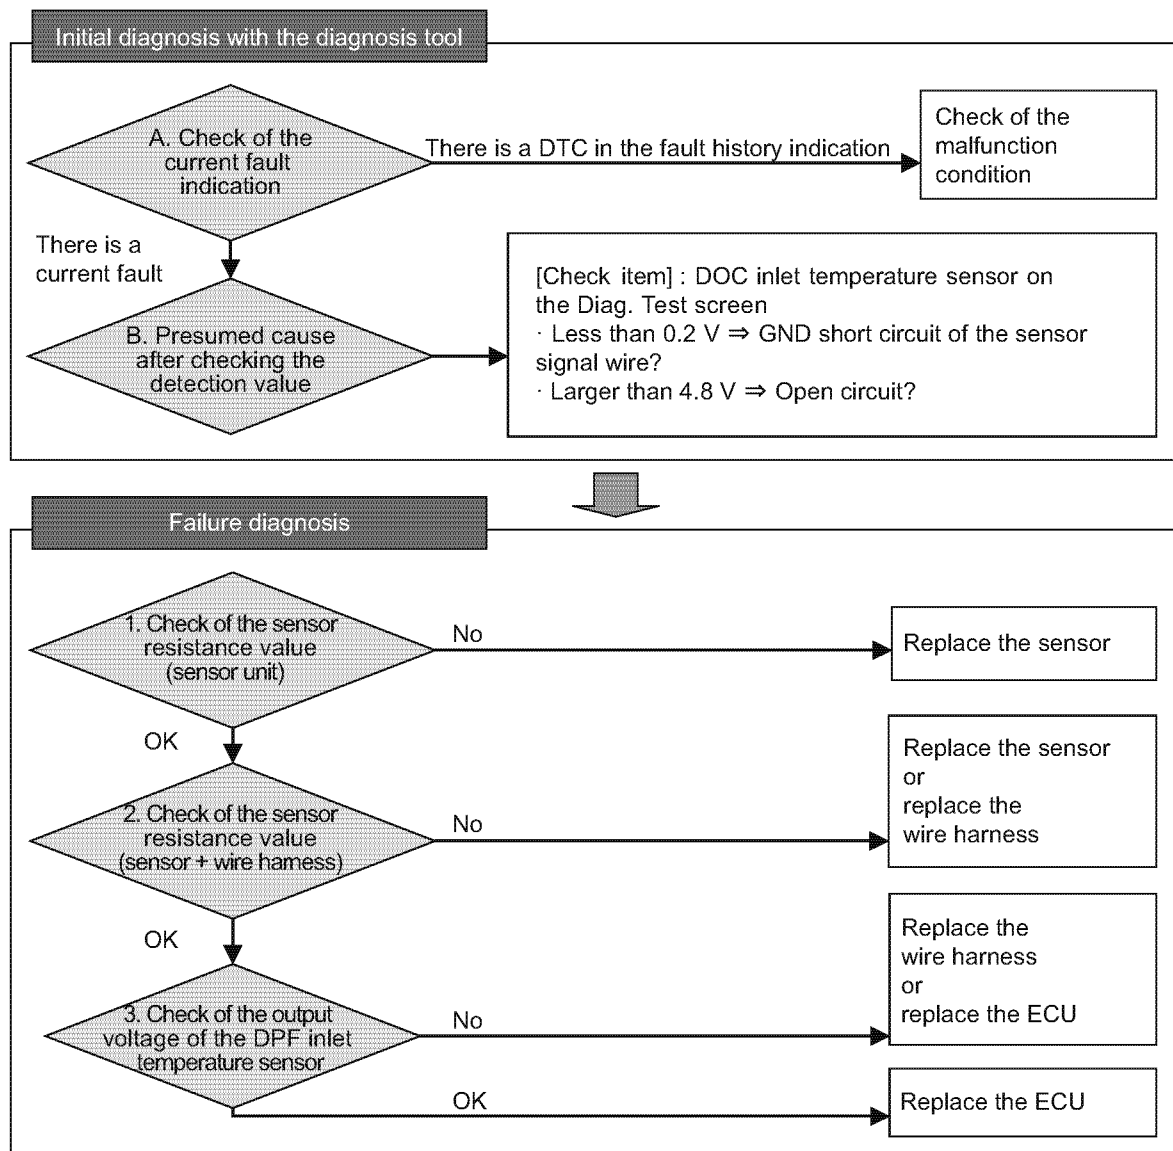 Initial diagnosis with the diagnosis tool
A. Check of the
current fault
indication
There is a DTC in the fault history indication
Check of the
malfunction
condition
There is a
current fault
B. Presumed cause
after checking the
detection value
[Check item] : DOC inlet temperature sensor on
the Diag. Test screen
· Less than 0.2 V ⇒ GND short circuit of the sensor
signal wire?
· Larger than 4.8 V ⇒ Open circuit?
Failure diagnosis
1. Check of the sensor
resistance value
(sensor unit)
No
Replace the sensor
OK
2. Check of the sensor
resistance value
(sensor + wire harness)
No
Replace the sensor
or
replace the
wire harness
OK
3. Check of the output
voltage of the DPF inlet
temperature sensor
No
Replace the
wire harness
or
replace the ECU
OK
Replace the ECU